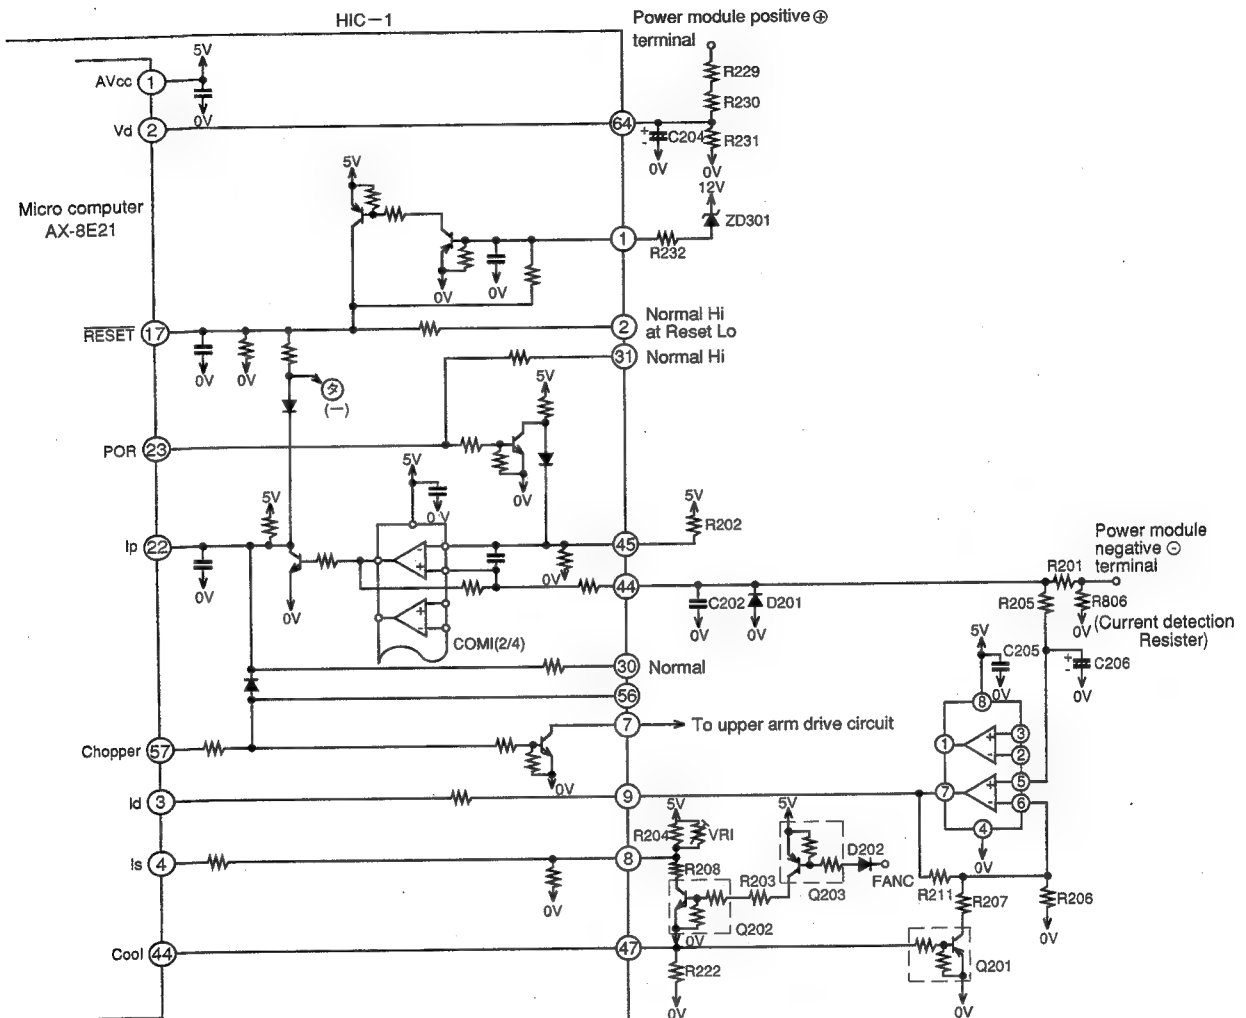 HIC-1
Power module positive ⊕
terminal
5V
AVcc 1
0V
R229
R230
Vd 2
64
+
-
C204
R231
0V
0V
12V
ZD301
5V
Micro computer
AX-8E21
1
R232
0V
0V
RESET 17
2 Normal Hi
at Reset Lo
31 Normal Hi
0V
0V
タ
(—)
5V
POR 23
5V
0V
0V
5V
R202
5V
Ip 22
45
0V
44
Power module
negative ⊖
terminal
R201
-
+
C202
D201
R205
R806
0V
0V
0V
0V
0V
(Current detection
Resister)
+
-
COMI(2/4)
5V
C205
+
-
C206
0V
0V
30 Normal
56
8
7
To upper arm drive circuit
1
+
-
3
2
Chopper 57
0V
5
7
+
-
6
Id 3
9
5V
5V
4
R204
VRI
0V
Is 4
8
D202
R208
FANC
R203
Q203
R211
R207
R206
0V
Q202
0V
0V
Cool 44
47
R222
Q201
0V
0V